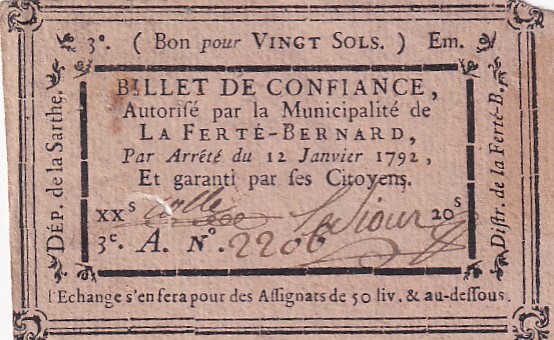 3e. ( Bon pour VINGT SOLS. ) Em.
DÉP. de la Sarthe.
BILLET DE CONFIANCE,
Autorisé par la Municipalité de
LA FERTÉ-BERNARD,
Par Arrêté du 12 Janvier 1792,
Et garanti par ses Citoyens.
XXS 20S
3e. A. No. 2206
Distr. de la Ferté-B.
l'Echange s'en fera pour des Assignats de 50 liv. & au-dessous.